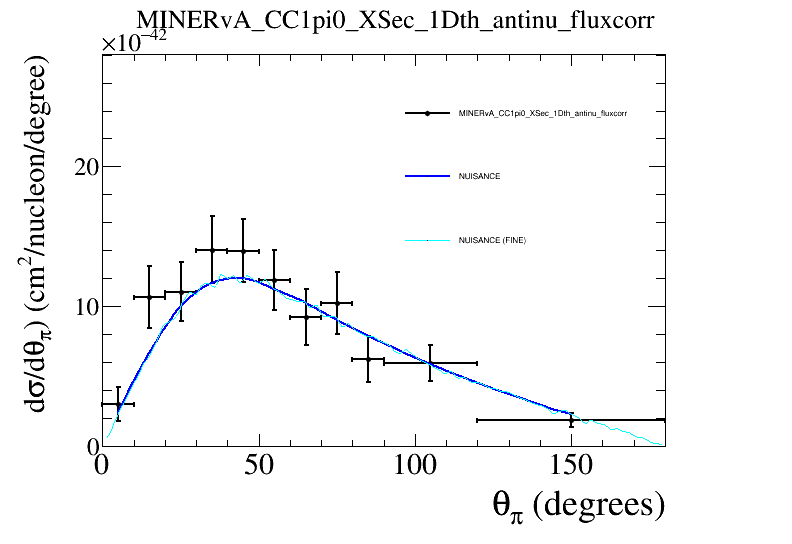 MINERvA_CC1pi0_XSec_1Dth_antinu_fluxcorr
×10⁻⁴²
dσ/dθπ) (cm²/nucleon/degree)
20
10
0
MINERvA_CC1pi0_XSec_1Dth_antinu_fluxcorr
NUISANCE
NUISANCE (FINE)
0 50 100 150
θπ (degrees)